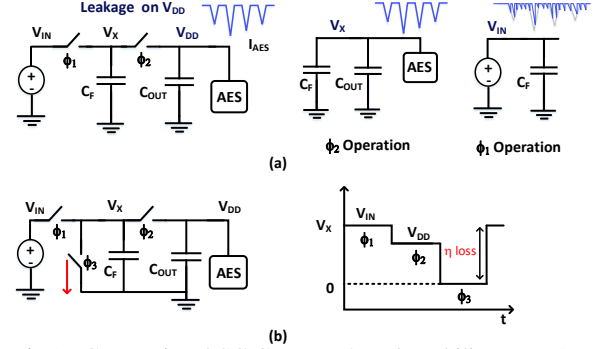 Leakage on VDD
VIN
ϕ1
VX
ϕ2
VDD
IAES
+
-
CF
COUT
AES
VX
CF
COUT
AES
ϕ2 Operation
VIN
+
-
CF
ϕ1 Operation
(a)
VIN
ϕ1
VX
ϕ2
VDD
+
-
ϕ3
CF
COUT
AES
VX
VIN
ϕ1
VDD
ϕ2
η loss
0
ϕ3
t
(b)